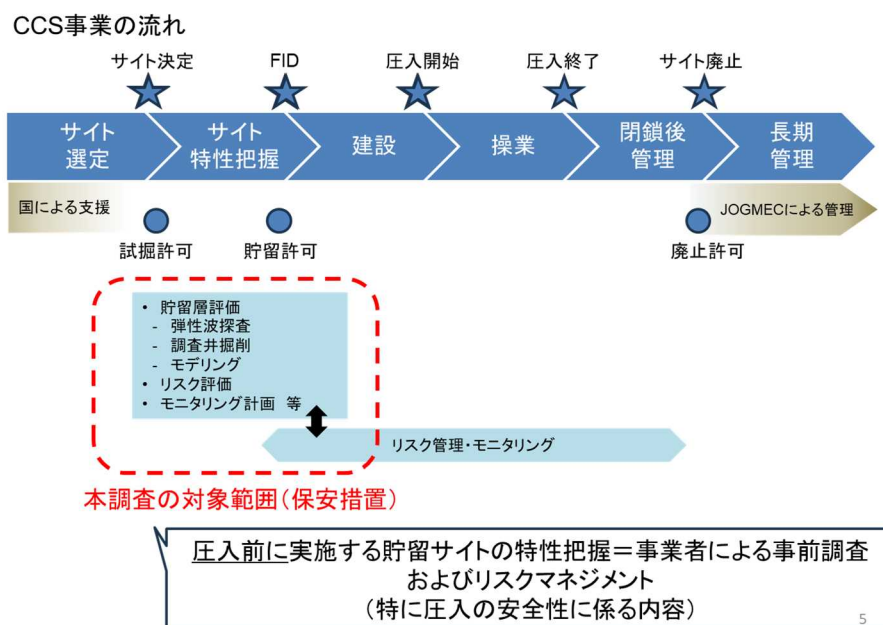 CCS事業の流れ
サイト決定
FID
圧入開始
圧入終了
サイト廃止
サイト
選定
サイト
特性把握
建設
操業
閉鎖後
管理
長期
管理
国による支援
JOGMECによる管理
試掘許可
貯留許可
廃止許可
• 貯留層評価
- 弾性波探査
- 調査井掘削
- モデリング
• リスク評価
• モニタリング計画 等
リスク管理・モニタリング
本調査の対象範囲(保安措置)
圧入前に実施する貯留サイトの特性把握=事業者による事前調査
およびリスクマネジメント
(特に圧入の安全性に係る内容)
5